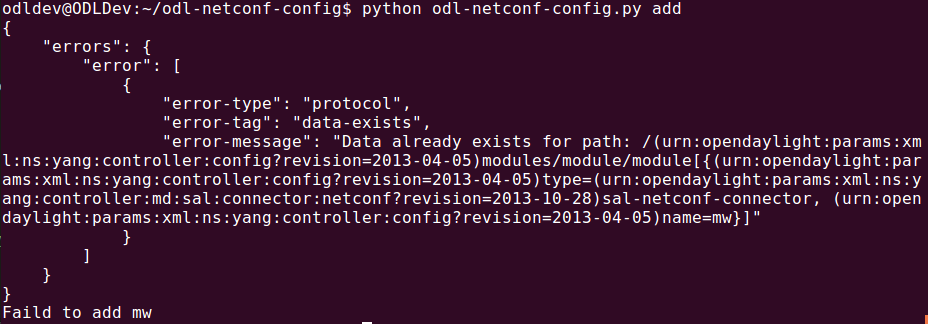 odldev@ODLDev:~/odl-netconf-config$ python odl-netconf-config.py add
{
    "errors": {
        "error": [
            {
                "error-type": "protocol",
                "error-tag": "data-exists",
                "error-message": "Data already exists for path: /(urn:opendaylight:params:xm
l:ns:yang:controller:config?revision=2013-04-05)modules/module/module[{(urn:opendaylight:par
ams:xml:ns:yang:controller:config?revision=2013-04-05)type=(urn:opendaylight:params:xml:ns:y
ang:controller:md:sal:connector:netconf?revision=2013-10-28)sal-netconf-connector, (urn:open
daylight:params:xml:ns:yang:controller:config?revision=2013-04-05)name=mw}]"
            }
        ]
    }
}
Faild to add mw